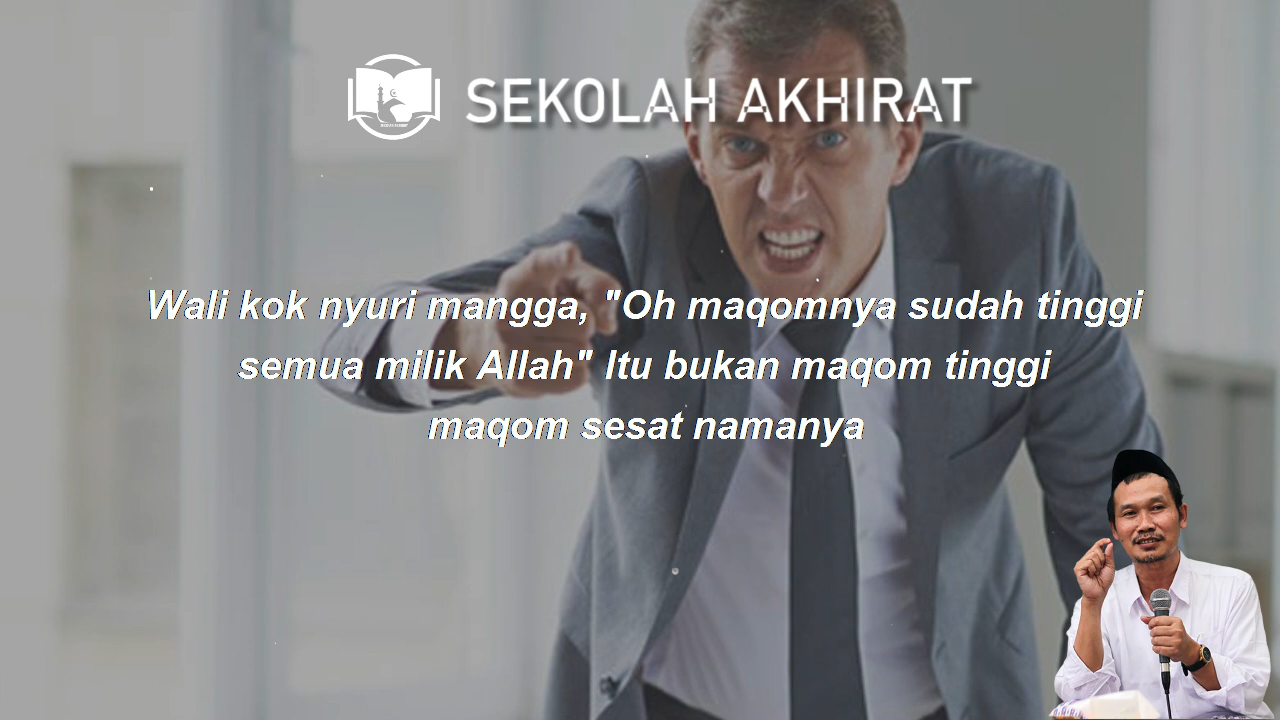 SEKOLAH AKHIRAT
Wali kok nyuri mangga, "Oh maqomnya sudah tinggi
semua milik Allah" Itu bukan maqom tinggi
maqom sesat namanya